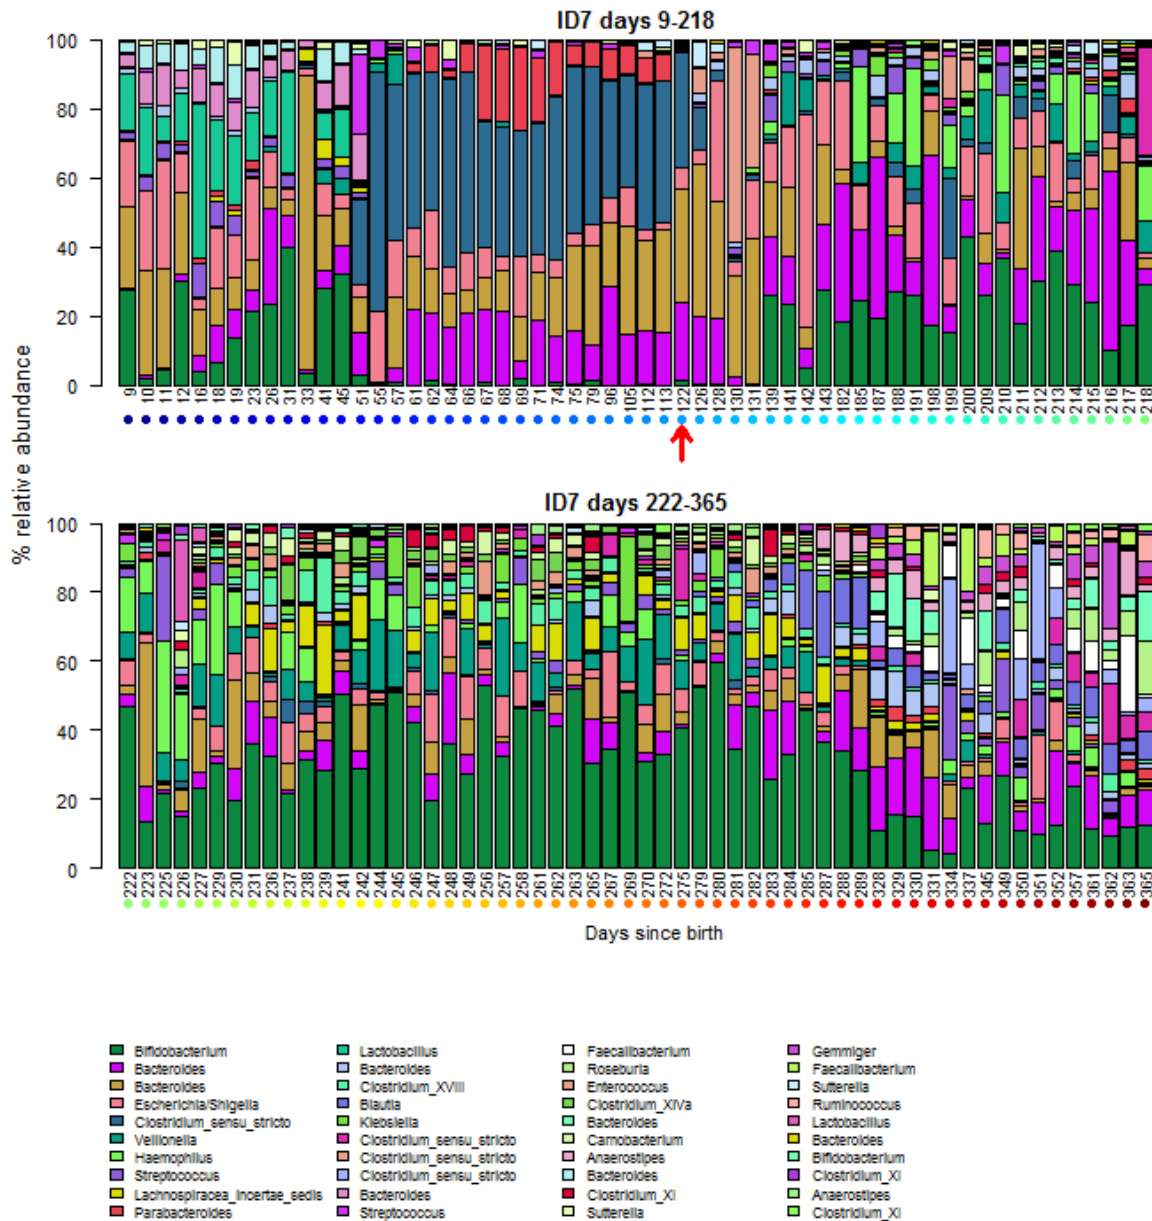 ID7 days 9-218
100
80
60
40
20
0
9 10 11 12 16 18 19 23 26 31 33 41 45 51 55 57 61 62 64 66 67 68 69 71 74 75 79 96 105 112 113 122 126 128 130 131 139 141 142 143 182 185 187 188 191 198 199 200 209 210 211 212 213 214 215 216 217 218
% relative abundance
ID7 days 222-365
100
80
60
40
20
0
222 223 225 226 227 229 230 231 236 237 238 239 241 242 244 245 246 247 248 249 256 257 258 261 262 263 265 267 269 270 272 275 279 280 281 282 283 284 285 287 288 289 328 329 330 331 334 337 345 349 350 351 352 357 361 362 363 365
Days since birth
Bifidobacterium
Bacteroides
Bacteroides
Escherichia/Shigella
Clostridium_sensu_stricto
Veillonella
Haemophilus
Streptococcus
Lachnospiracea_incertae_sedis
Parabacteroides
Lactobacillus
Bacteroides
Clostridium_XVIII
Blautia
Klebsiella
Clostridium_sensu_stricto
Clostridium_sensu_stricto
Clostridium_sensu_stricto
Bacteroides
Streptococcus
Faecalibacterium
Roseburia
Enterococcus
Clostridium_XIVa
Bacteroides
Carnobacterium
Anaerostipes
Bacteroides
Clostridium_XI
Sutterella
Gemmiger
Faecalibacterium
Sutterella
Ruminococcus
Lactobacillus
Bacteroides
Bifidobacterium
Clostridium_XI
Anaerostipes
Clostridium_XI